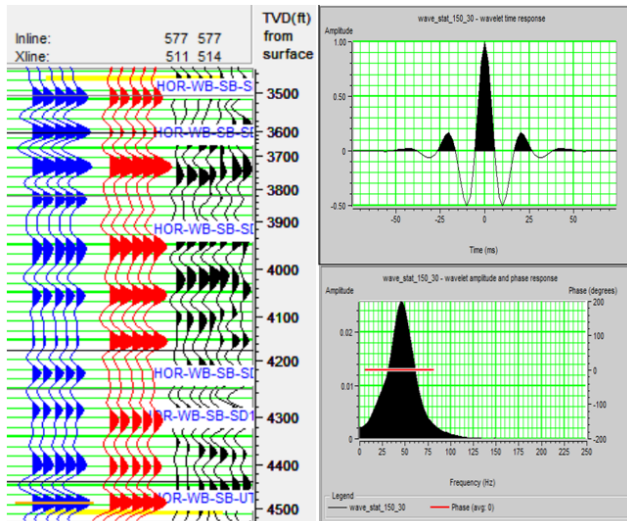 Inline: 577 577
Xline: 511 514
TVD(ft)
from
surface
HOR-WB-SB-S
3500
HOR-WB-SB-SD
3600
3700
3800
HOR-WB-SB-SD
3900
4000
4100
HOR-WB-SB-SD
4200
HOR-WB-SB-SD1
4300
4400
HOR-WB-SB-UT
4500
wave_stat_150_30 - wavelet time response
Amplitude
1.00
0.50
0
-0.50
-50 -25 0 25 50
Time (ms)
wave_stat_150_30 - wavelet amplitude and phase response
Amplitude Phase (degrees)
200
0.02
100
0
0.01
-100
0 -200
0 25 50 75 100 125 150 175 200 225 250
Frequency (Hz)
Legend
wave_stat_150_30 Phase (avg: 0)